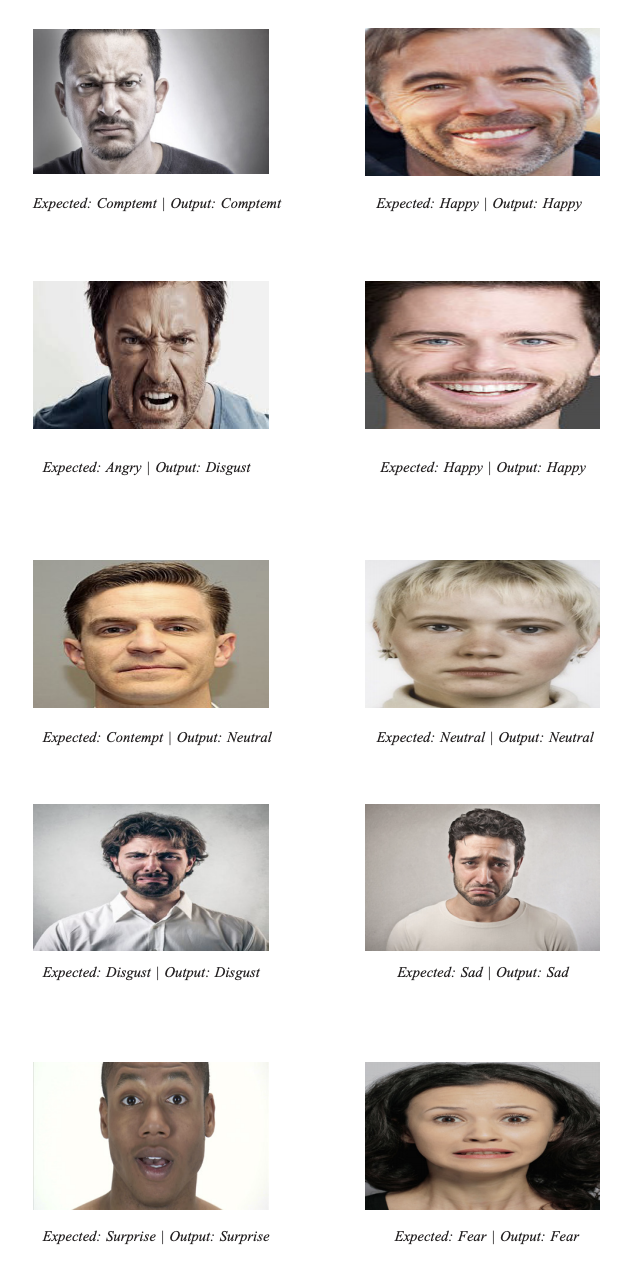 Expected: Comptemt | Output: Comptemt
Expected: Happy | Output: Happy
Expected: Angry | Output: Disgust
Expected: Happy | Output: Happy
Expected: Contempt | Output: Neutral
Expected: Neutral | Output: Neutral
Expected: Disgust | Output: Disgust
Expected: Sad | Output: Sad
Expected: Surprise | Output: Surprise
Expected: Fear | Output: Fear